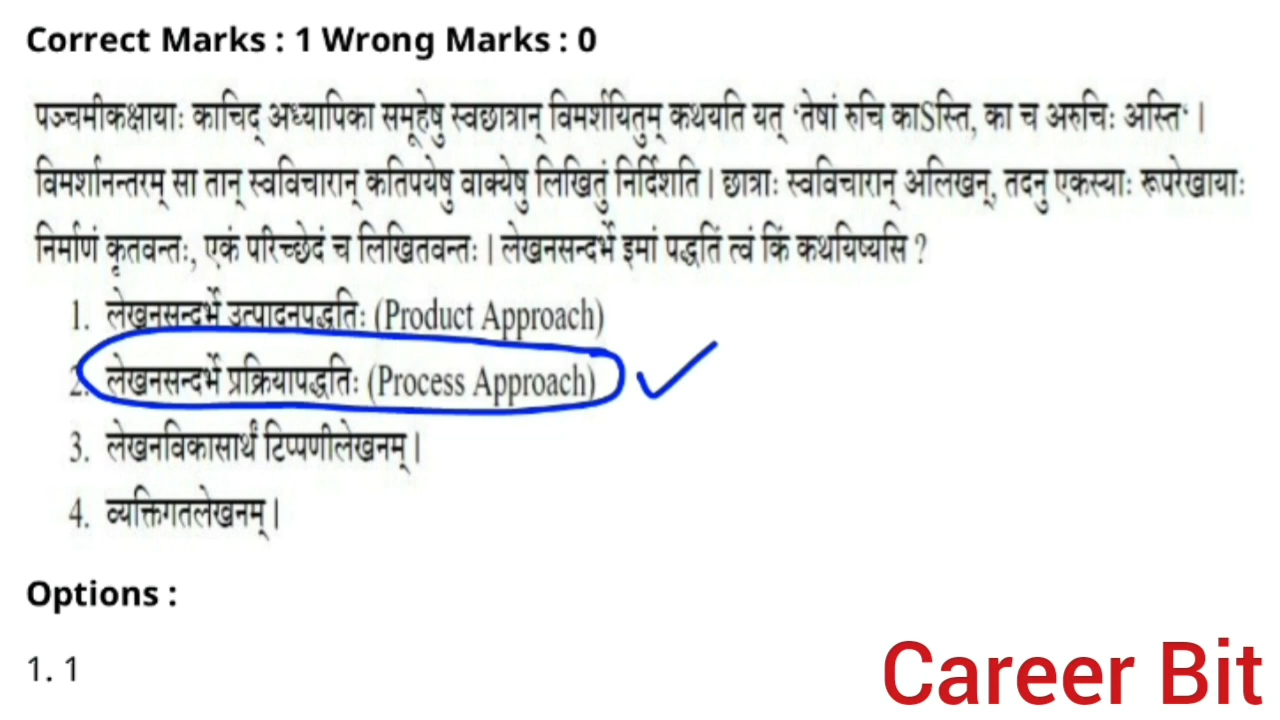 Correct Marks : 1 Wrong Marks : 0
पञ्चमीकक्षायाः काचिद् अध्यापिका समूहेषु स्वछात्रान् विमर्शयितुम् कथयति यत् ‘तेषां रुचि काSस्ति, का च अरुचिः अस्ति‘ |
विमर्शानन्तरम् सा तान् स्वविचारान् कतिपयेषु वाक्येषु लिखितुं निर्दिशति | छात्राः स्वविचारान् अलिखन्, तदनु एकस्याः रूपरेखायाः
निर्माणं कृतवन्तः, एकं परिच्छेदं च लिखितवन्तः | लेखनसन्दर्भे इमां पद्धतिं त्वं किं कथयिष्यसि ?
1. लेखनसन्दर्भे उत्पादनपद्धतिः (Product Approach)
2. लेखनसन्दर्भे प्रक्रियापद्धतिः (Process Approach)
3. लेखनविकासार्थं टिप्पणीलेखनम् |
4. व्यक्तिगतलेखनम् |
Options :
1. 1
Career Bit